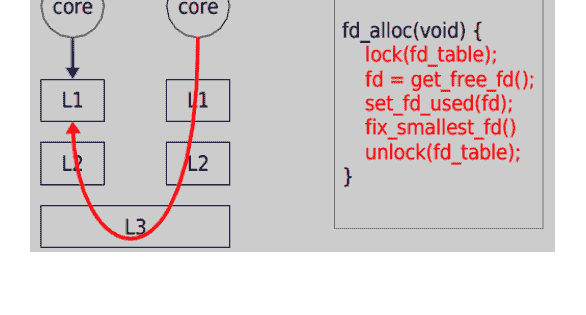 core
core
L1
L1
L2
L2
L3
fd_alloc(void) {
lock(fd_table);
fd = get_free_fd();
set_fd_used(fd);
fix_smallest_fd()
unlock(fd_table);
}